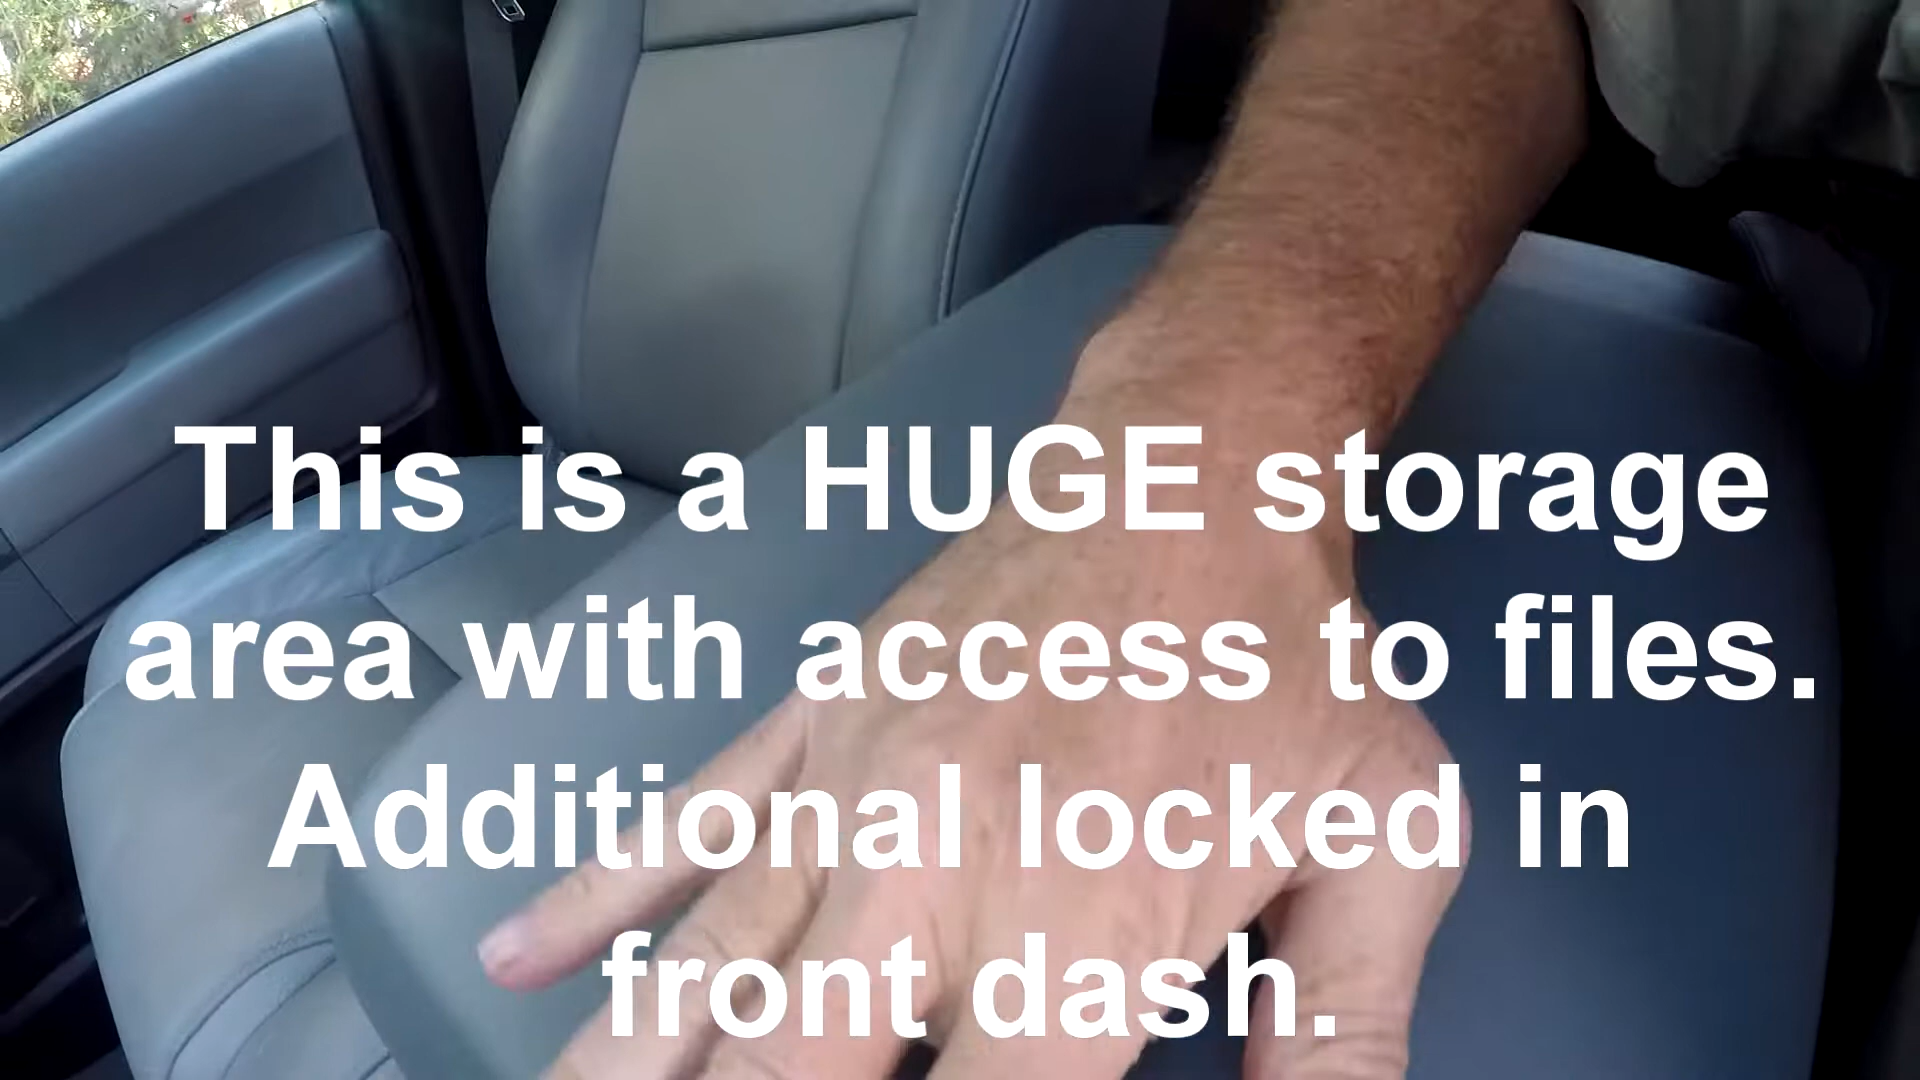 This is a HUGE storage
area with access to files.
Additional locked in
front dash.